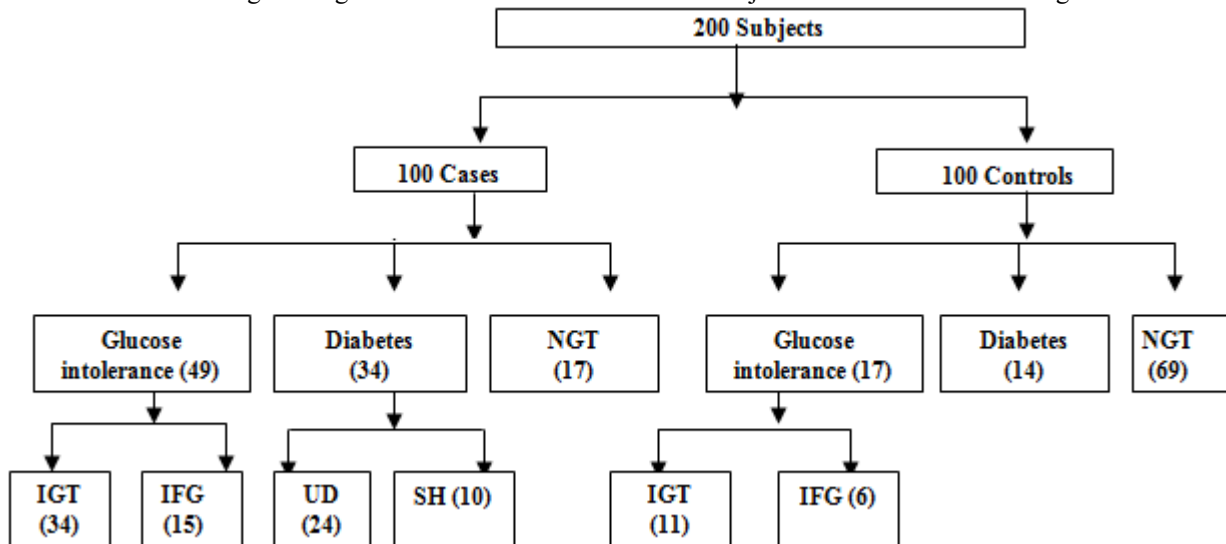 200 Subjects
100 Cases
100 Controls
Glucose
intolerance (49)
Diabetes
(34)
NGT
(17)
Glucose
intolerance (17)
Diabetes
(14)
NGT
(69)
IGT
(34)
IFG
(15)
UD
(24)
SH (10)
IGT
(11)
IFG (6)